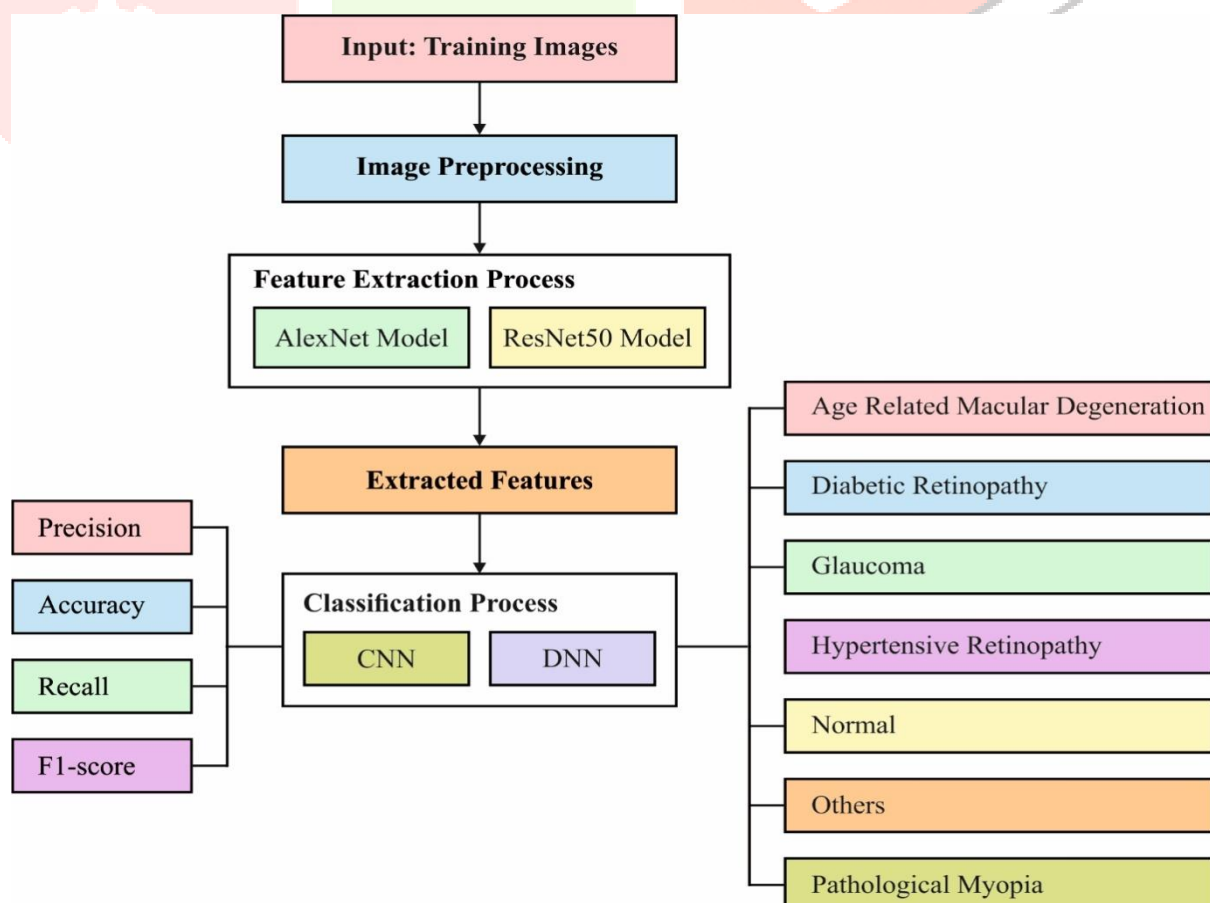 Input: Training Images
Image Preprocessing
Feature Extraction Process
AlexNet Model
ResNet50 Model
Extracted Features
Classification Process
CNN
DNN
Precision
Accuracy
Recall
F1-score
Age Related Macular Degeneration
Diabetic Retinopathy
Glaucoma
Hypertensive Retinopathy
Normal
Others
Pathological Myopia